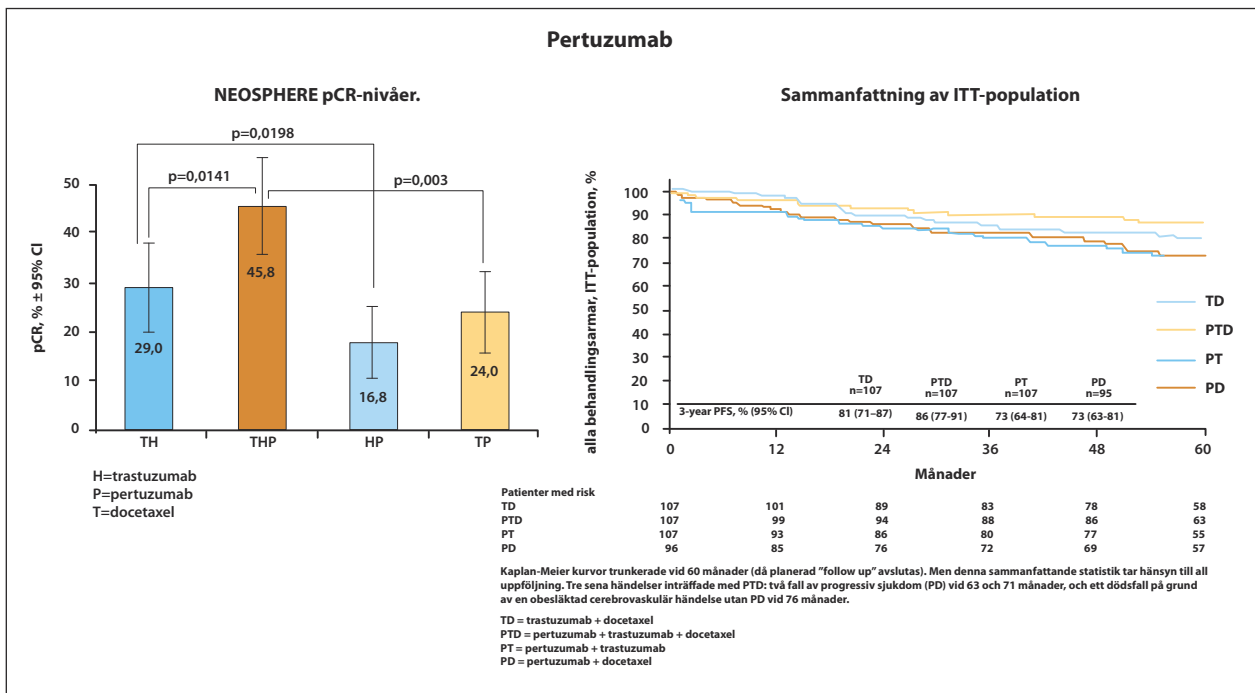 Pertuzumab
NEOSPHERE pCR-nivåer.
p=0,0198
p=0,0141
p=0,003
pCR, % ± 95% CI
50
40
30
20
10
0
29,0
45,8
16,8
24,0
TH THP HP TP
H=trastuzumab
P=pertuzumab
T=docetaxel
Sammanfattning av ITT-population
alla behandlingsarmar, ITT-population, %
100
90
80
70
60
50
40
30
20
10
0
TD
PTD
PT
PD
TD PTD PT PD
n=107 n=107 n=107 n=95
3-year PFS, % (95% CI) 81 (71–87) 86 (77-91) 73 (64-81) 73 (63-81)
0 12 24 36 48 60
Månader
Patienter med risk
TD 107 101 89 83 78 58
PTD 107 99 94 88 86 63
PT 107 93 86 80 77 55
PD 96 85 76 72 69 57
Kaplan-Meier kurvor trunkerade vid 60 månader (då planerad ”follow up” avslutas). Men denna sammanfattande statistik tar hänsyn till all
uppföljning. Tre sena händelser inträffade med PTD: två fall av progressiv sjukdom (PD) vid 63 och 71 månader, och ett dödsfall på grund
av en obesläktad cerebrovaskulär händelse utan PD vid 76 månader.
TD = trastuzumab + docetaxel
PTD = pertuzumab + trastuzumab + docetaxel
PT = pertuzumab + trastuzumab
PD = pertuzumab + docetaxel